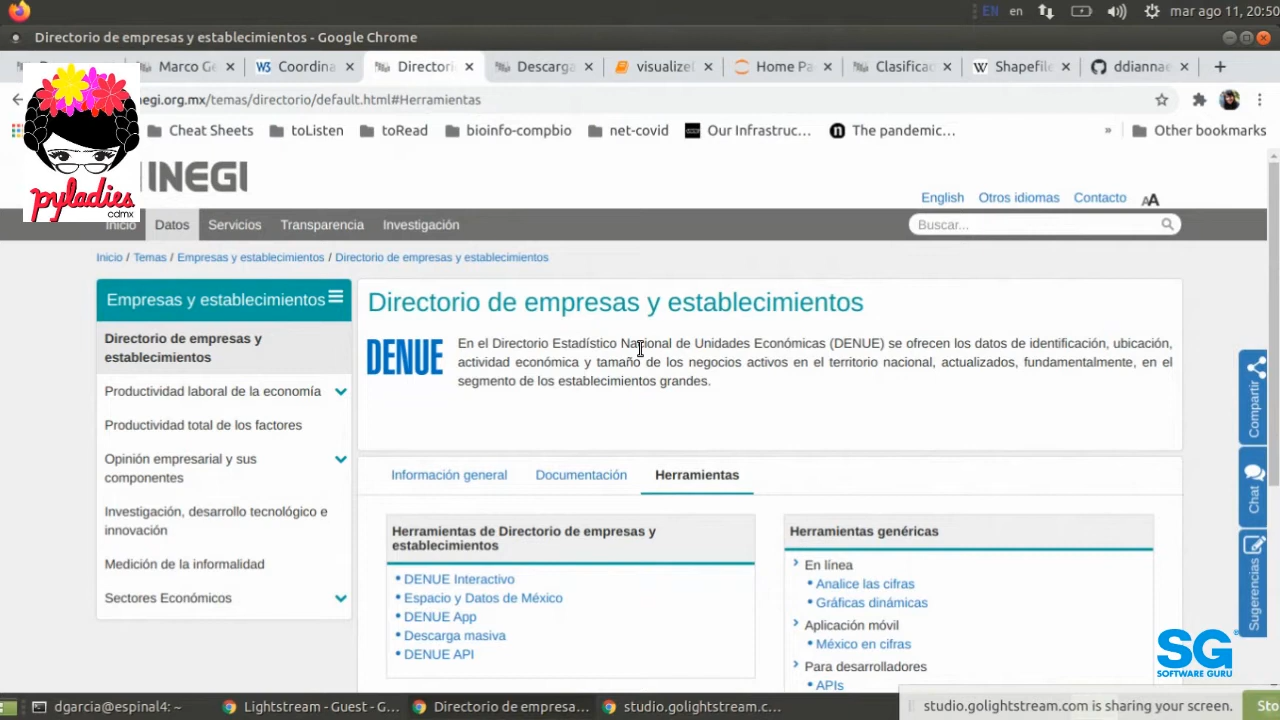 EN en mar ago 11, 20:50
Directorio de empresas y establecimientos - Google Chrome
Marco Ge Coordina Directori Descarga visualizel Home Pa Clasificac Shapefile ddianna
negi.org.mx/temas/directorio/default.html#Herramientas
Cheat Sheets toListen toRead bioinfo-compbio net-covid Our Infrastruc... The pandemic... » Other bookmarks
pyladies
cdmx
INEGI
English Otros idiomas Contacto AA
Inicio Datos Servicios Transparencia Investigación Buscar...
Inicio / Temas / Empresas y establecimientos / Directorio de empresas y establecimientos
Empresas y establecimientos
Directorio de empresas y
establecimientos
Productividad laboral de la economía
Productividad total de los factores
Opinión empresarial y sus
componentes
Investigación, desarrollo tecnológico e
innovación
Medición de la informalidad
Sectores Económicos
Directorio de empresas y establecimientos
DENUE
En el Directorio Estadístico Nacional de Unidades Económicas (DENUE) se ofrecen los datos de identificación, ubicación,
actividad económica y tamaño de los negocios activos en el territorio nacional, actualizados, fundamentalmente, en el
segmento de los establecimientos grandes.
Información general Documentación Herramientas
Herramientas de Directorio de empresas y
establecimientos
• DENUE Interactivo
• Espacio y Datos de México
• DENUE App
• Descarga masiva
• DENUE API
Herramientas genéricas
En línea
• Analice las cifras
• Gráficas dinámicas
Aplicación móvil
• México en cifras
Para desarrolladores
• APIs
Compartir
Chat
Sugerencias
SG
SOFTWARE GURU
dgarcia@espinal4: ~ Lightstream - Guest - G... Directorio de empresa... studio.golightstream.c... studio.golightstream.com is sharing your screen. Sto